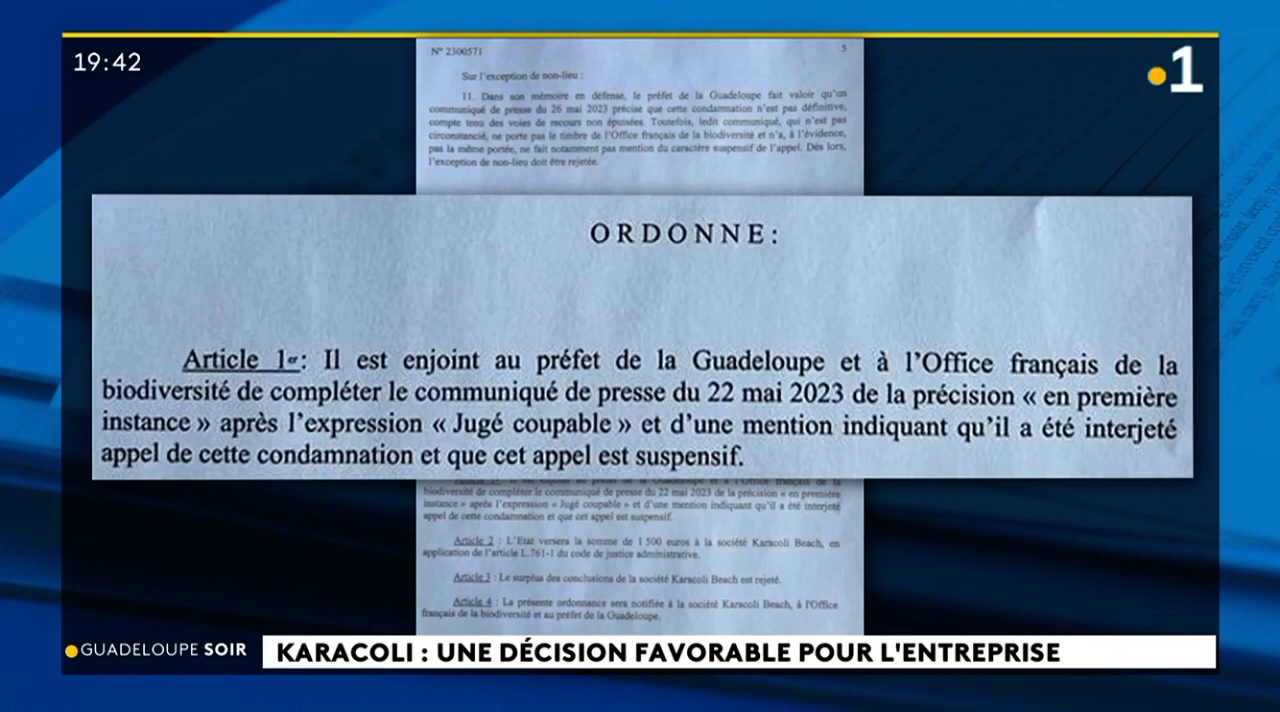 19:42
1
N° 2300571
5
Sur l'exception de non-lieu :
11. Dans son mémoire en défense, le préfet de la Guadeloupe fait valoir qu'un
communiqué de presse du 26 mai 2023 précise que cette condamnation n'est pas définitive,
compte tenu des voies de recours non épuisées. Toutefois, ledit communiqué, qui n'est pas
circonstancié, ne porte pas le timbre de l'Office français de la biodiversité et n'a, à l'évidence,
pas la même portée, ne fait notamment pas mention du caractère suspensif de l'appel. Dès lors,
l'exception de non-lieu doit être rejetée.
ORDONNE:
Article 1er: Il est enjoint au préfet de la Guadeloupe et à l'Office français de la
biodiversité de compléter le communiqué de presse du 22 mai 2023 de la précision « en première
instance » après l'expression « Jugé coupable » et d'une mention indiquant qu'il a été interjeté
appel de cette condamnation et que cet appel est suspensif.
biodiversité de compléter le communiqué de presse du 22 mai 2023 de la précision « en première
instance » après l'expression « Jugé coupable » et d'une mention indiquant qu'il a été interjeté
appel de cette condamnation et que cet appel est suspensif.
Article 2 : L'Etat versera la somme de 1 500 euros à la société Karacoli Beach, en
application de l'article L.761-1 du code de justice administrative.
Article 3 : Le surplus des conclusions de la société Karacoli Beach est rejeté.
Article 4 : La présente ordonnance sera notifiée à la société Karacoli Beach, à l'Office
français de la biodiversité et au préfet de la Guadeloupe.
GUADELOUPE SOIR
KARACOLI : UNE DÉCISION FAVORABLE POUR L'ENTREPRISE